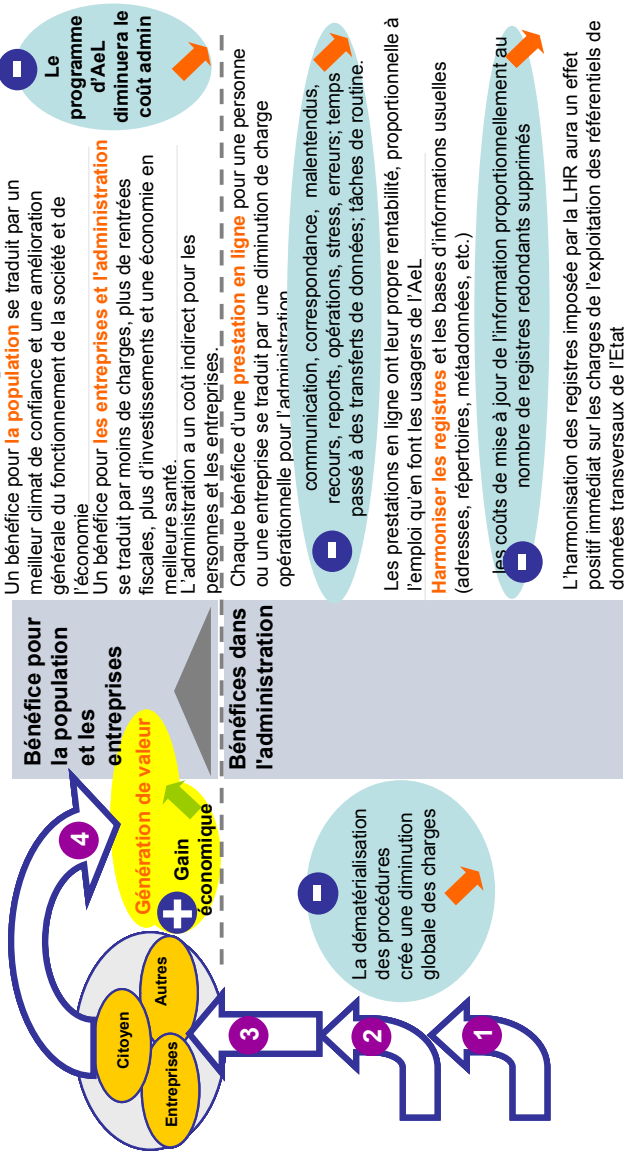 Citoyen
Entreprises
Autres
4
3
2
1
Génération de valeur
Gain
économique
La dématérialisation
des procédures
crée une diminution
globale des charges
Bénéfice pour
la population
et les
entreprises
Bénéfices dans
l'administration
Un bénéfice pour la population se traduit par un
meilleur climat de confiance et une amélioration
générale du fonctionnement de la société et de
l'économie
Un bénéfice pour les entreprises et l'administration
se traduit par moins de charges, plus de rentrées
fiscales, plus d'investissements et une économie en
meilleure santé.
L'administration a un coût indirect pour les
personnes et les entreprises.
Le
programme
d'AeL
diminuera le
coût admin
Chaque bénéfice d'une prestation en ligne pour une personne
ou une entreprise se traduit par une diminution de charge
opérationnelle pour l'administration
communication, correspondance, malentendus,
recours, reports, opérations, stress, erreurs; temps
passé à des transferts de données; tâches de routine.
Les prestations en ligne ont leur propre rentabilité, proportionnelle à
l'emploi qu'en font les usagers de l'AeL
Harmoniser les registres et les bases d'informations usuelles
(adresses, répertoires, métadonnées, etc.)
les coûts de mise à jour de l'information proportionnellement au
nombre de registres redondants supprimés
L'harmonisation des registres imposée par la LHR aura un effet
positif immédiat sur les charges de l'exploitation des référentiels de
données transversaux de l'Etat